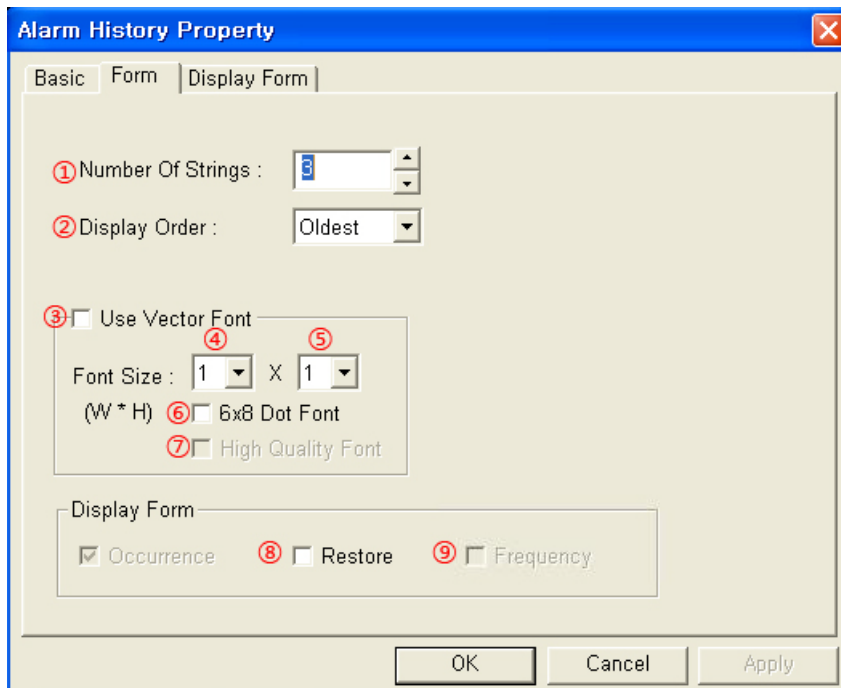 Alarm History Property
Basic Form Display Form
①Number Of Strings : 3
②Display Order : Oldest
③ Use Vector Font
④ ⑤
Font Size : 1 X 1
(W * H) ⑥ 6x8 Dot Font
⑦ High Quality Font
Display Form
Occurrence ⑧ Restore ⑨ Frequency
OK Cancel Apply